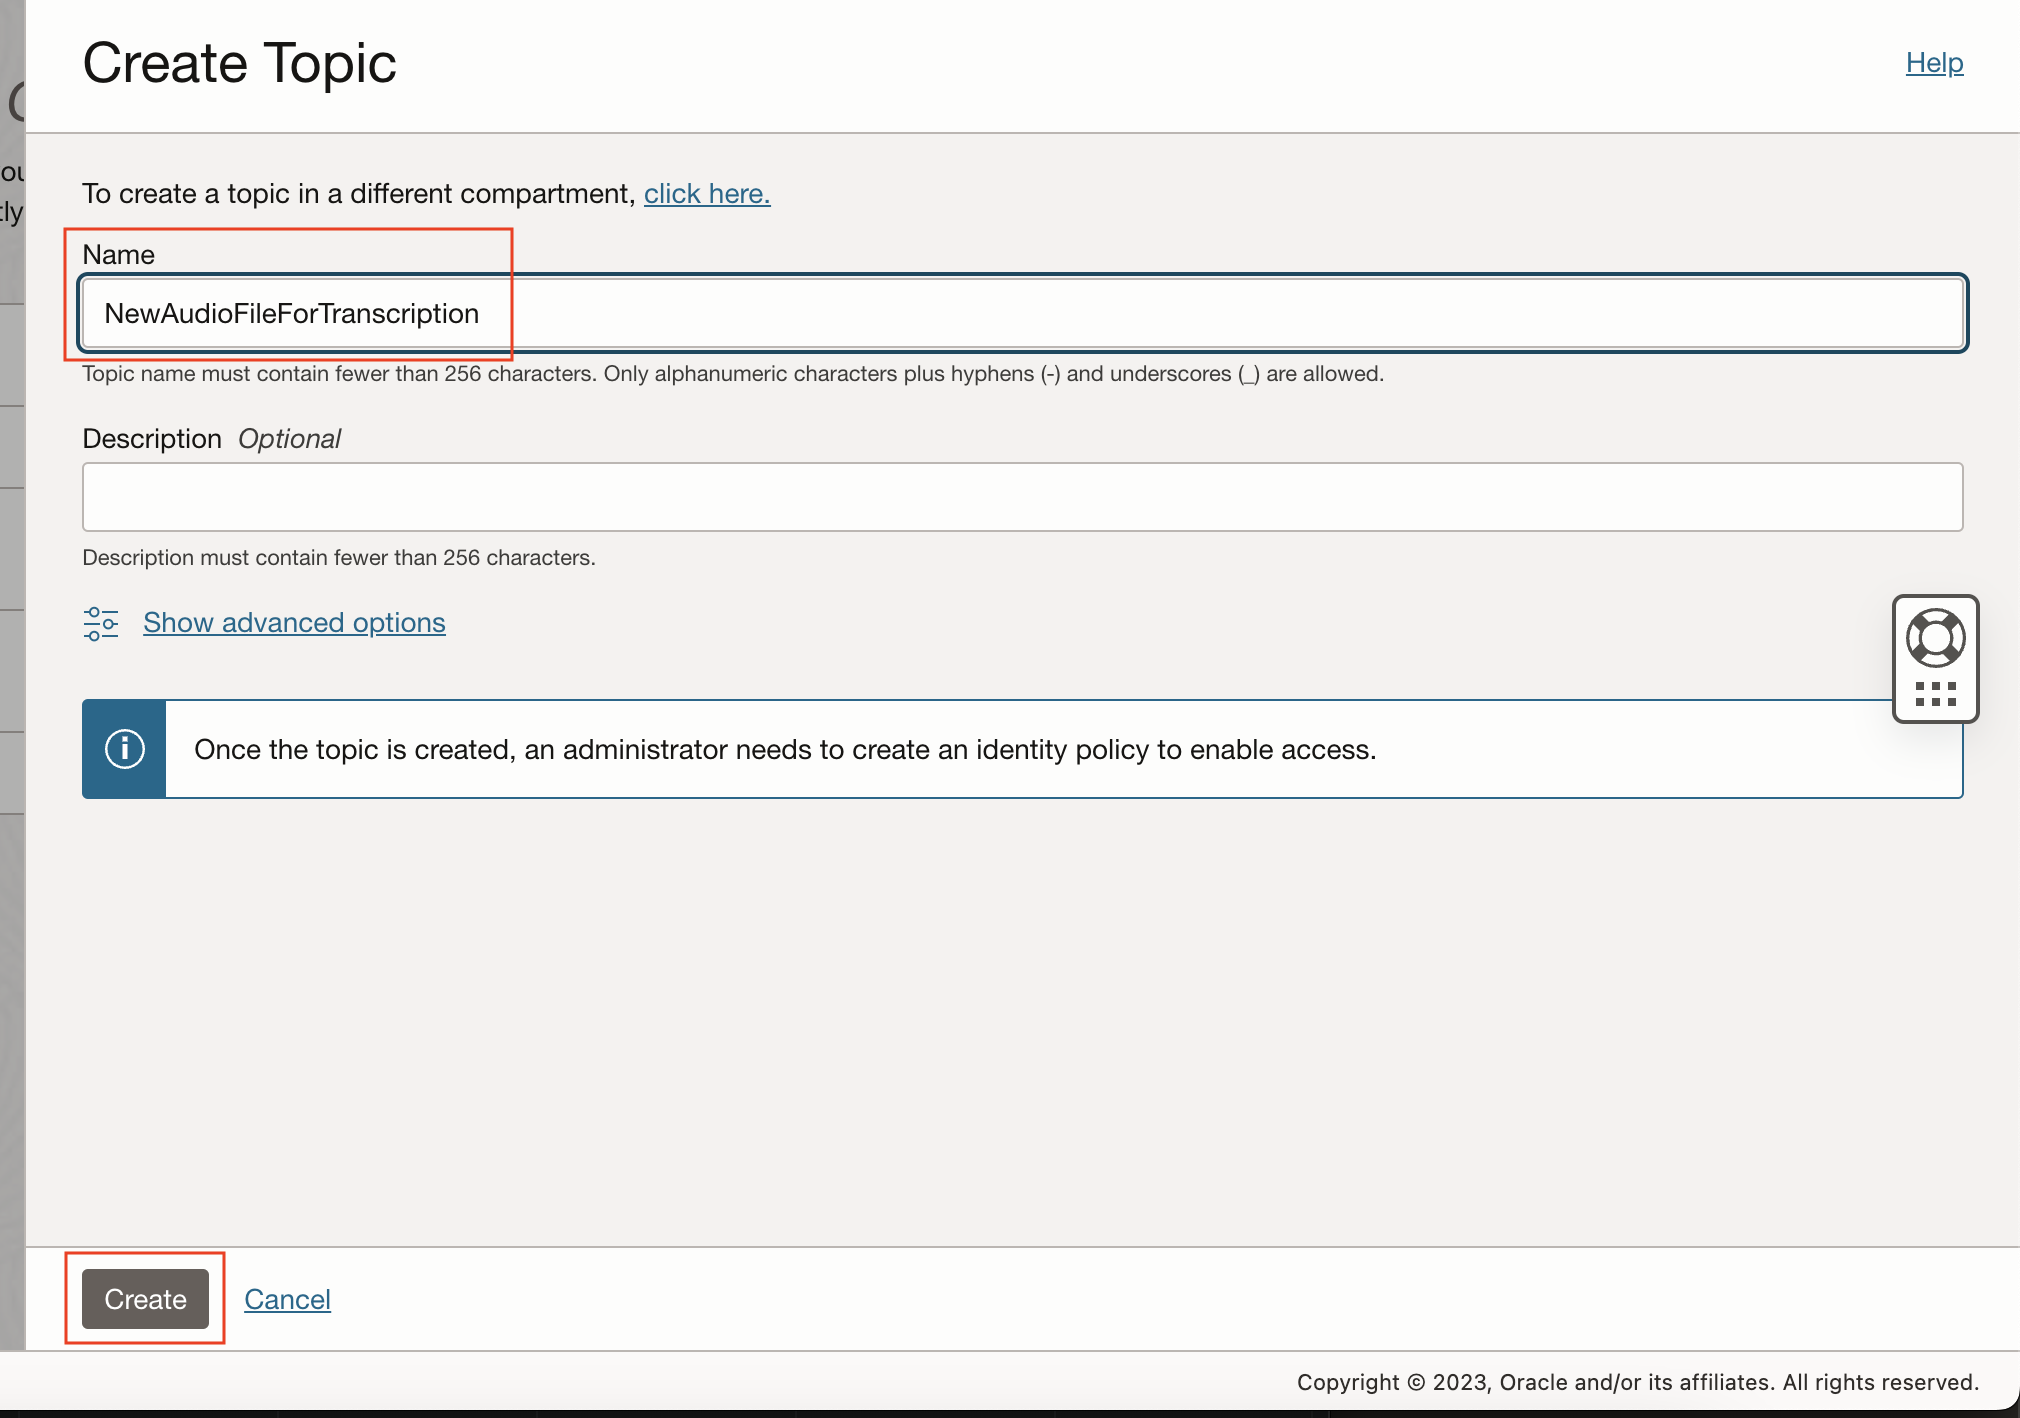 Create Topic
Help
To create a topic in a different compartment, click here.
Name
NewAudioFileForTranscription
Topic name must contain fewer than 256 characters. Only alphanumeric characters plus hyphens (-) and underscores (_) are allowed.
Description Optional
Description must contain fewer than 256 characters.
Show advanced options
Once the topic is created, an administrator needs to create an identity policy to enable access.
Create
Cancel
Copyright © 2023, Oracle and/or its affiliates. All rights reserved.